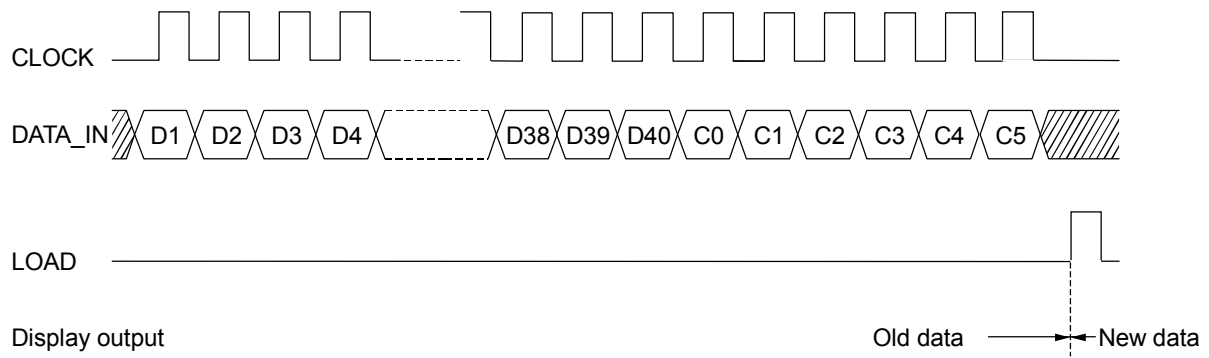 CLOCK
DATA_IN D1 D2 D3 D4 D38 D39 D40 C0 C1 C2 C3 C4 C5
LOAD
Display output Old data New data